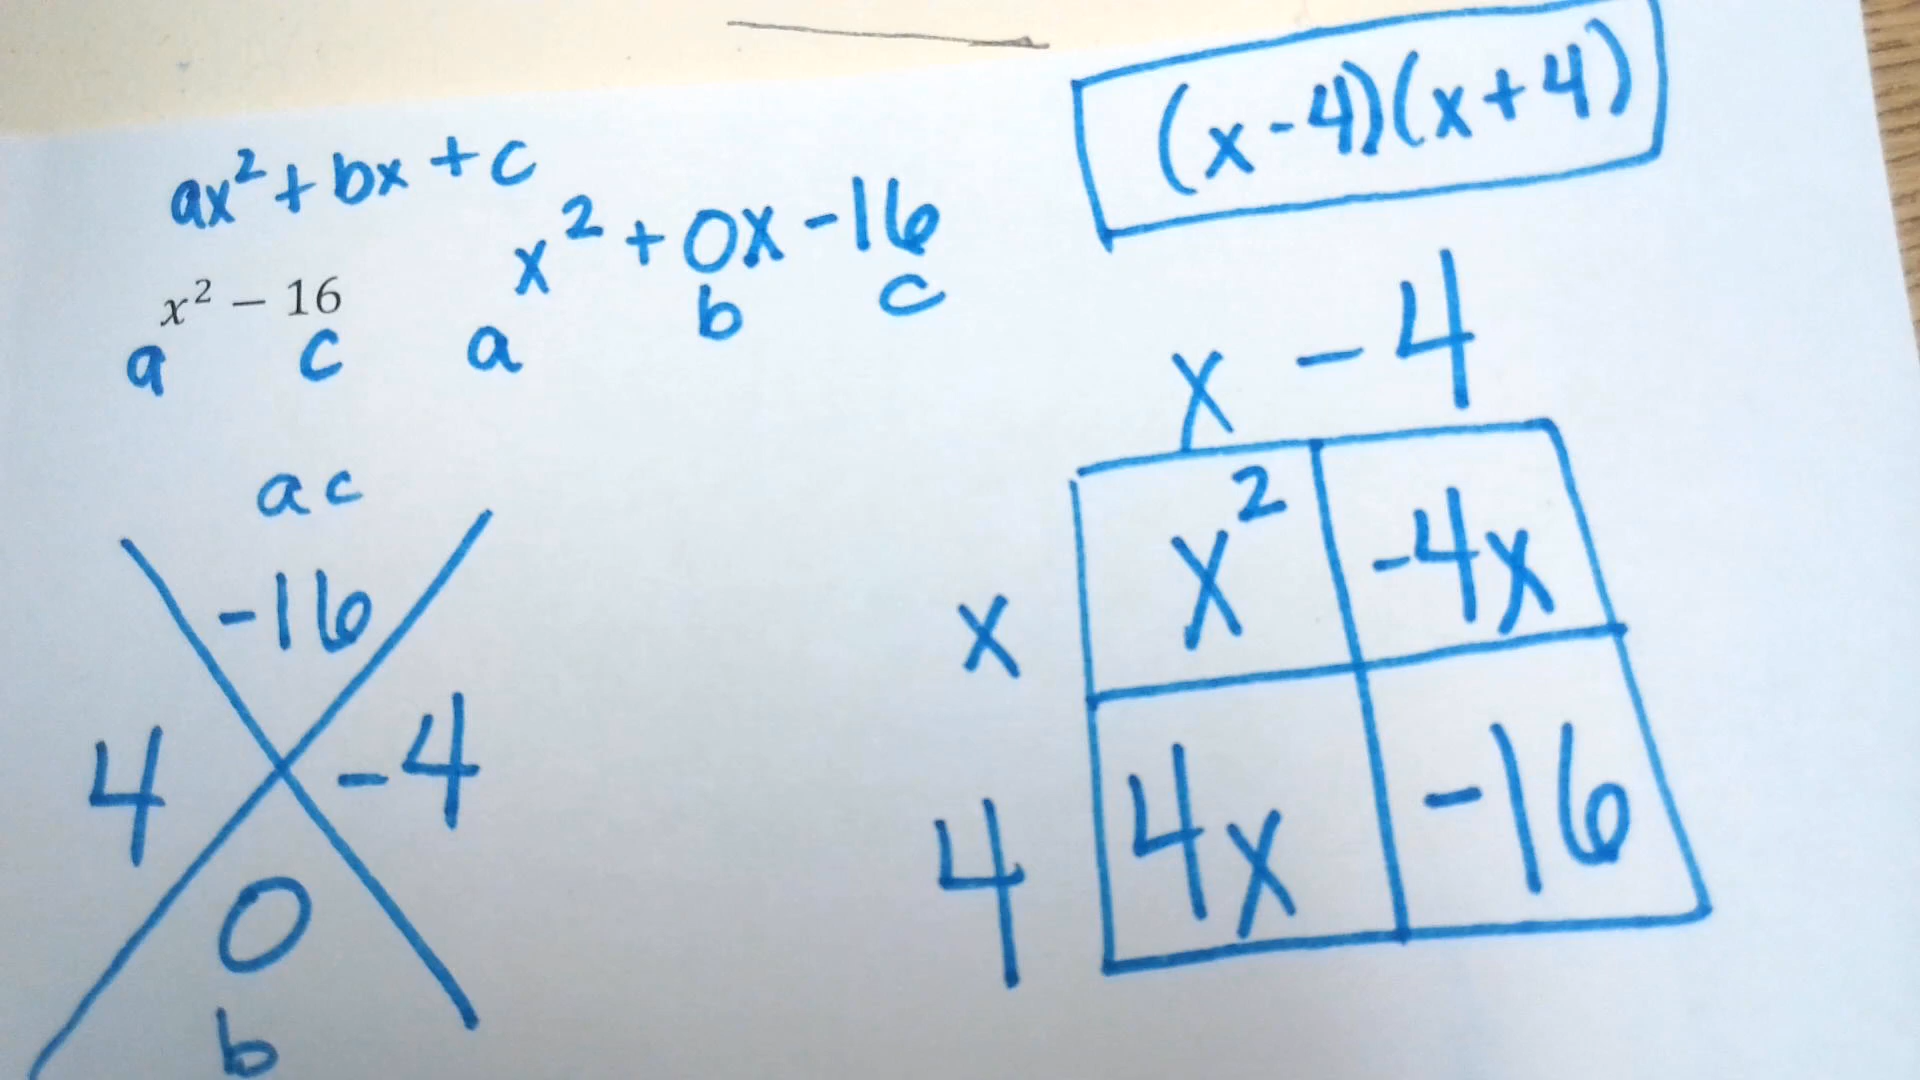 (x-4)(x+4)
ax²+bx+c
x²+0x-16
a b c
x² − 16
a c
ac
-16
4 -4
0
b
x -4
x x² -4x
4 4x -16